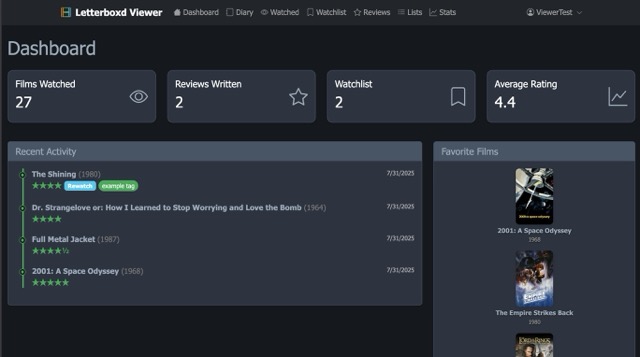 Letterboxd Viewer
Dashboard
Diary
Watched
Watchlist
Reviews
Lists
Stats
ViewerTest
Dashboard
Films Watched
27
Reviews Written
2
Watchlist
2
Average Rating
4.4
Recent Activity
The Shining (1980) 7/31/2025
★★★★ Rewatch example tag
Dr. Strangelove or: How I Learned to Stop Worrying and Love the Bomb (1964) 7/31/2025
★★★★
Full Metal Jacket (1987) 7/31/2025
★★★★½
2001: A Space Odyssey (1968) 7/31/2025
★★★★★
Favorite Films
2001: A Space Odyssey
1968
The Empire Strikes Back
1980